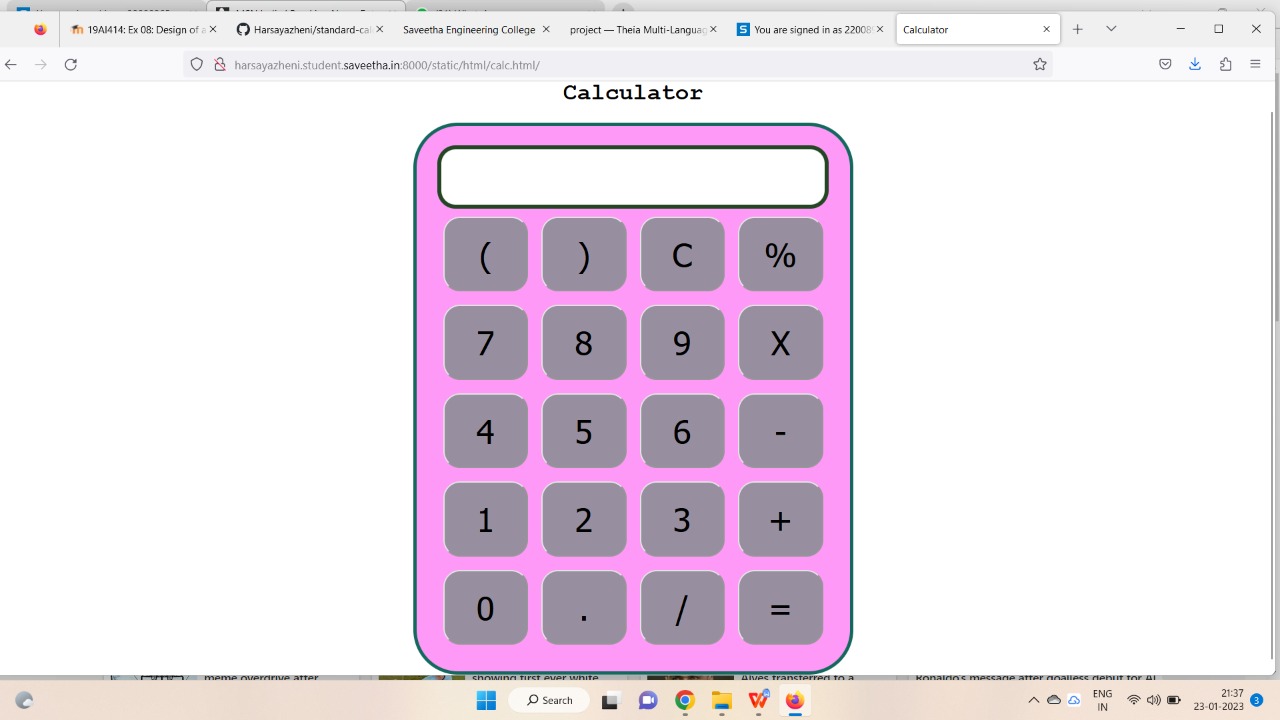 19AI414: Ex 08: Design of a
Harsayazheni/standard-cal
Saveetha Engineering College
project — Theia Multi-Languag
You are signed in as 22008
Calculator
harsayazheni.student.saveetha.in:8000/static/html/calc.html/
Calculator
( ) C %
7 8 9 X
4 5 6 -
1 2 3 +
0 . / =
meme overdrive after
showing first ever white
Alves transferred to a
Ronaldo's message after goalless debut for Al
Search
ENG
IN
21:37
23-01-2023
3